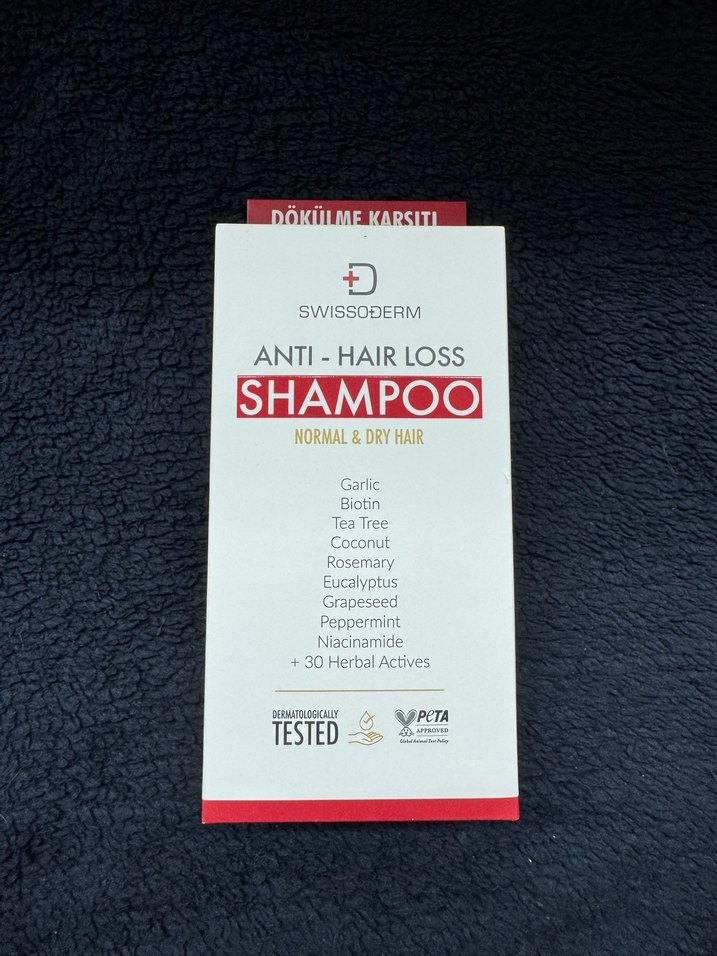 DÖKÜLME KARSITI
SWISSODERM
ANTI - HAIR LOSS
SHAMPOO
NORMAL & DRY HAIR
Garlic
Biotin
Tea Tree
Coconut
Rosemary
Eucalyptus
Grapeseed
Peppermint
Niacinamide
+ 30 Herbal Actives
DERMATOLOGICALLY
TESTED
PETA
APPROVED
Global Animal Test Policy